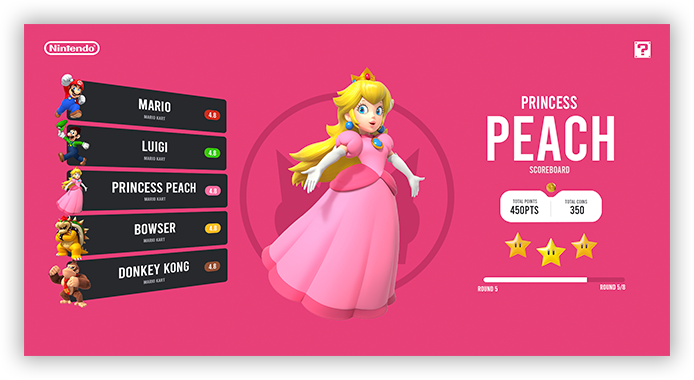 Nintendo
?
MARIO
MARIO KART
4.8
LUIGI
MARIO KART
4.8
PRINCESS PEACH
MARIO KART
4.8
BOWSER
MARIO KART
4.8
DONKEY KONG
MARIO KART
4.8
PRINCESS
PEACH
SCOREBOARD
TOTAL POINTS
450PTS
TOTAL COINS
350
ROUND 5
ROUND 5/8